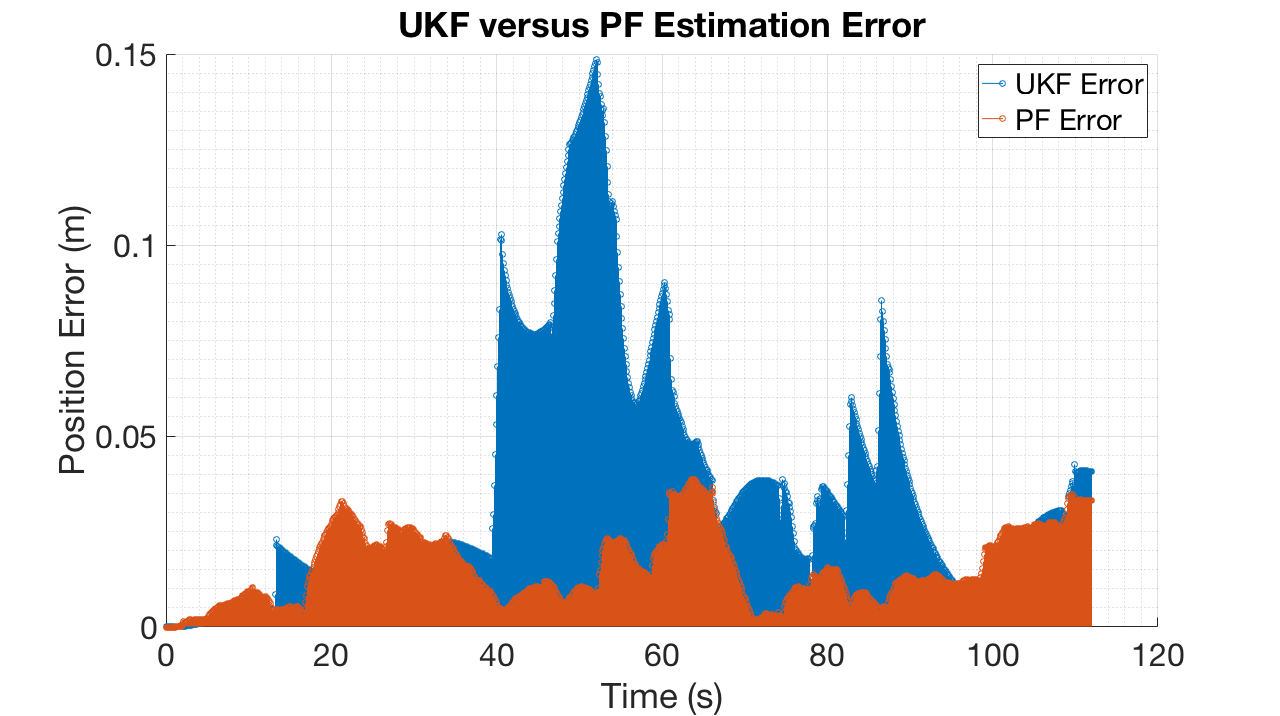 UKF versus PF Estimation Error
0.15
0.1
0.05
0
Position Error (m)
UKF Error
PF Error
0 20 40 60 80 100 120
Time (s)